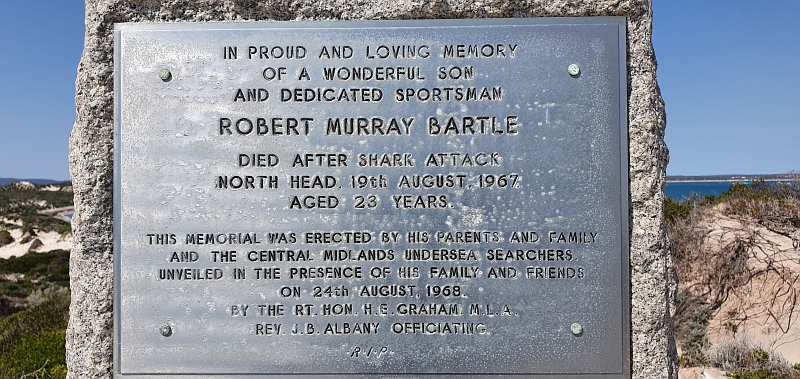 IN PROUD AND LOVING MEMORY
OF A WONDERFUL SON
AND DEDICATED SPORTSMAN
ROBERT MURRAY BARTLE
DIED AFTER SHARK ATTACK
NORTH HEAD, 19th AUGUST, 1967
AGED 23 YEARS.
THIS MEMORIAL WAS ERECTED BY HIS PARENTS AND FAMILY
AND THE CENTRAL MIDLANDS UNDERSEA SEARCHERS.
UNVEILED IN THE PRESENCE OF HIS FAMILY AND FRIENDS
ON 24th AUGUST, 1968.
BY THE RT. HON. H.E. GRAHAM. M.L.A.
REV. J.B. ALBANY OFFICIATING.
·R·I·P·